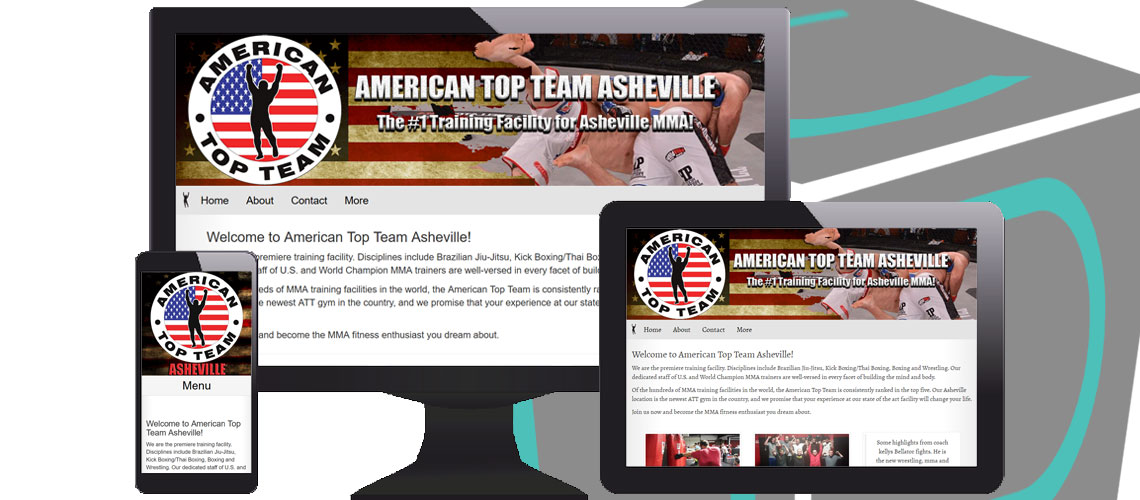 AMERICAN
TOP TEAM
AMERICAN TOP TEAM ASHEVILLE
The #1 Training Facility for Asheville MMA!
Home About Contact More
Welcome to American Top Team Asheville!
premiere training facility. Disciplines include Brazilian Jiu-Jitsu, Kick Boxing/Thai
aff of U.S. and World Champion MMA trainers are well-versed in every facet of
reds of MMA training facilities in the world, the American Top Team is consistently
newest ATT gym in the country, and we promise that your experience at our state
and become the MMA fitness enthusiast you dream about.
AMERICAN
TOP TEAM
ASHEVILLE
Menu
Welcome to American Top
Team Asheville!
We are the premiere training facility.
Disciplines include Brazilian Jiu-Jitsu,
Kick Boxing/Thai Boxing, Boxing and
Wrestling. Our dedicated staff of U.S. and
AMERICAN
TOP TEAM
AMERICAN TOP TEAM ASHEVILLE
The #1 Training Facility for Asheville MMA!
Home About Contact More
Welcome to American Top Team Asheville!
We are the premiere training facility. Disciplines include Brazilian Jiu-Jitsu, Kick Boxing/Thai Boxing, Boxing and Wrestling. Our
dedicated staff of U.S. and World Champion MMA trainers are well-versed in every facet of building the mind and body.
Of the hundreds of MMA training facilities in the world, the American Top Team is consistently ranked in the top five. Our Asheville
location is the newest ATT gym in the country, and we promise that your experience at our state of the art facility will change your life.
Join us now and become the MMA fitness enthusiast you dream about.
Some highlights from coach
kellys Bellator fights. He is
the new wrestling, mma and